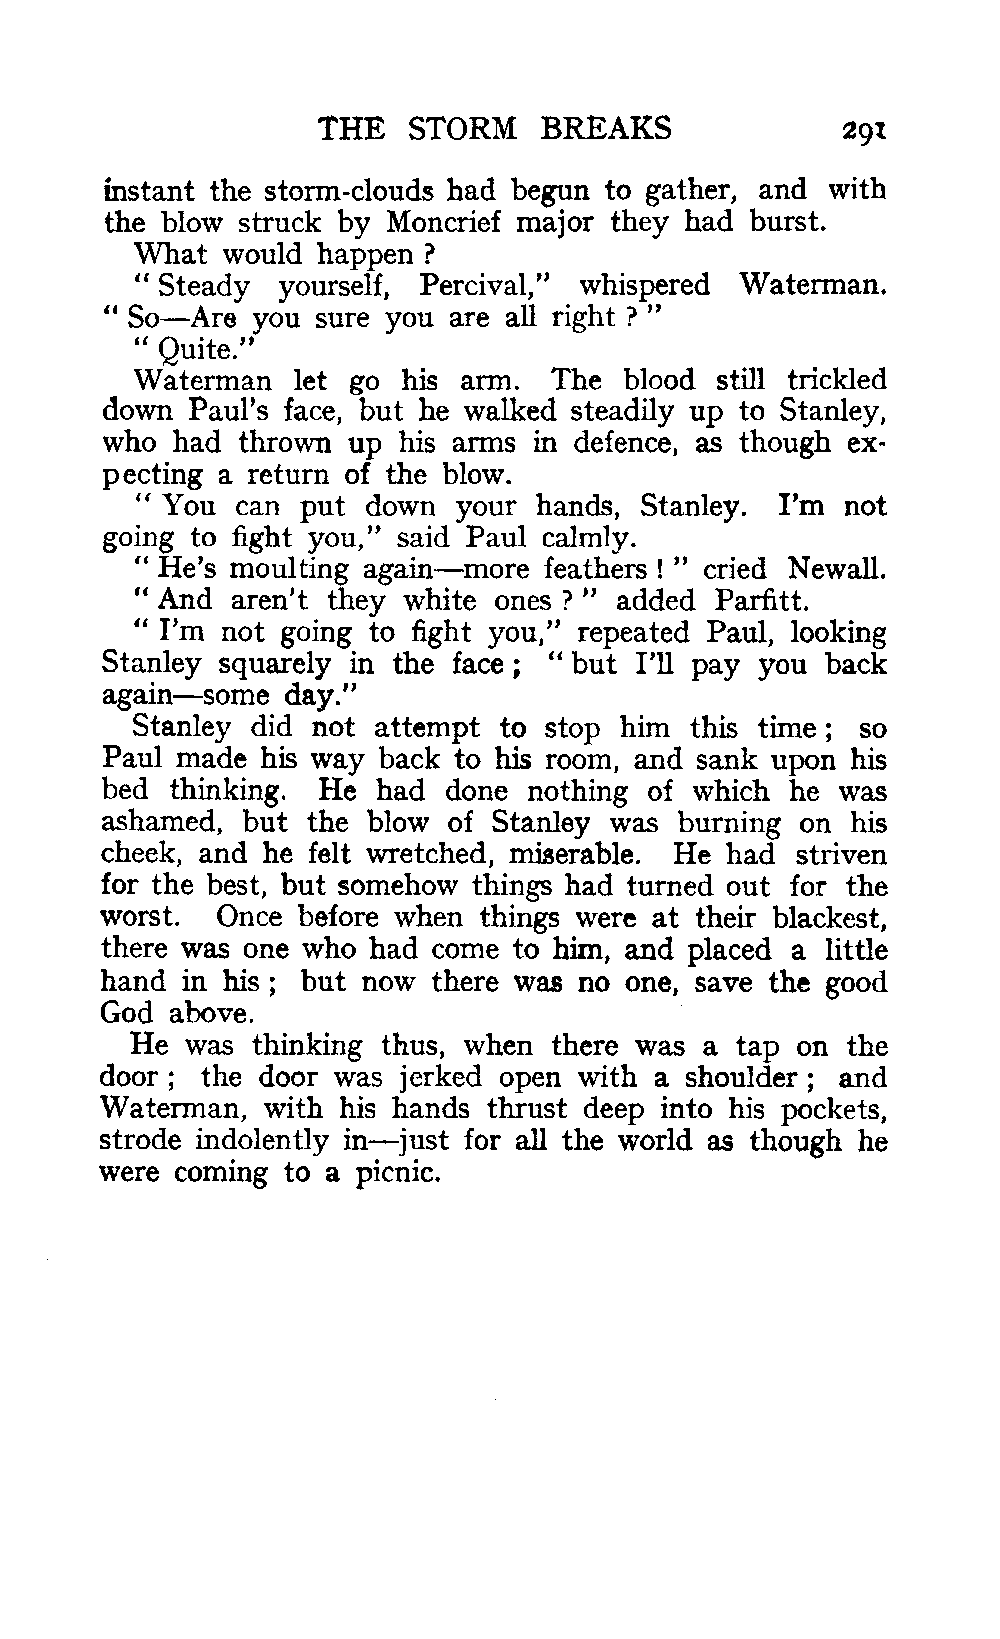 THE STORM BREAKS 291
instant the storm-clouds had begun to gather, and with
the blow struck by Moncrief major they had burst.
What would happen ?
" Steady yourself, Percival," whispered Waterman.
" So—Are you sure you are all right ? "
" Quite."
Waterman let go his arm. The blood still trickled
down Paul's face, but he walked steadily up to Stanley,
who had thrown up his arms in defence, as though ex-
pecting a return of the blow.
" You can put down your hands, Stanley. I'm not
going to fight you," said Paul calmly.
" He's moulting again—more feathers ! " cried Newall.
" And aren't they white ones ? " added Parfitt.
" I'm not going to fight you," repeated Paul, looking
Stanley squarely in the face ; " but I'll pay you back
again—some day."
Stanley did not attempt to stop him this time ; so
Paul made his way back to his room, and sank upon his
bed thinking. He had done nothing of which he was
ashamed, but the blow of Stanley was burning on his
cheek, and he felt wretched, miserable. He had striven
for the best, but somehow things had turned out for the
worst. Once before when things were at their blackest,
there was one who had come to him, and placed a little
hand in his ; but now there was no one, save the good
God above.
He was thinking thus, when there was a tap on the
door ; the door was jerked open with a shoulder ; and
Waterman, with his hands thrust deep into his pockets,
strode indolently in—just for all the world as though he
were coming to a picnic.